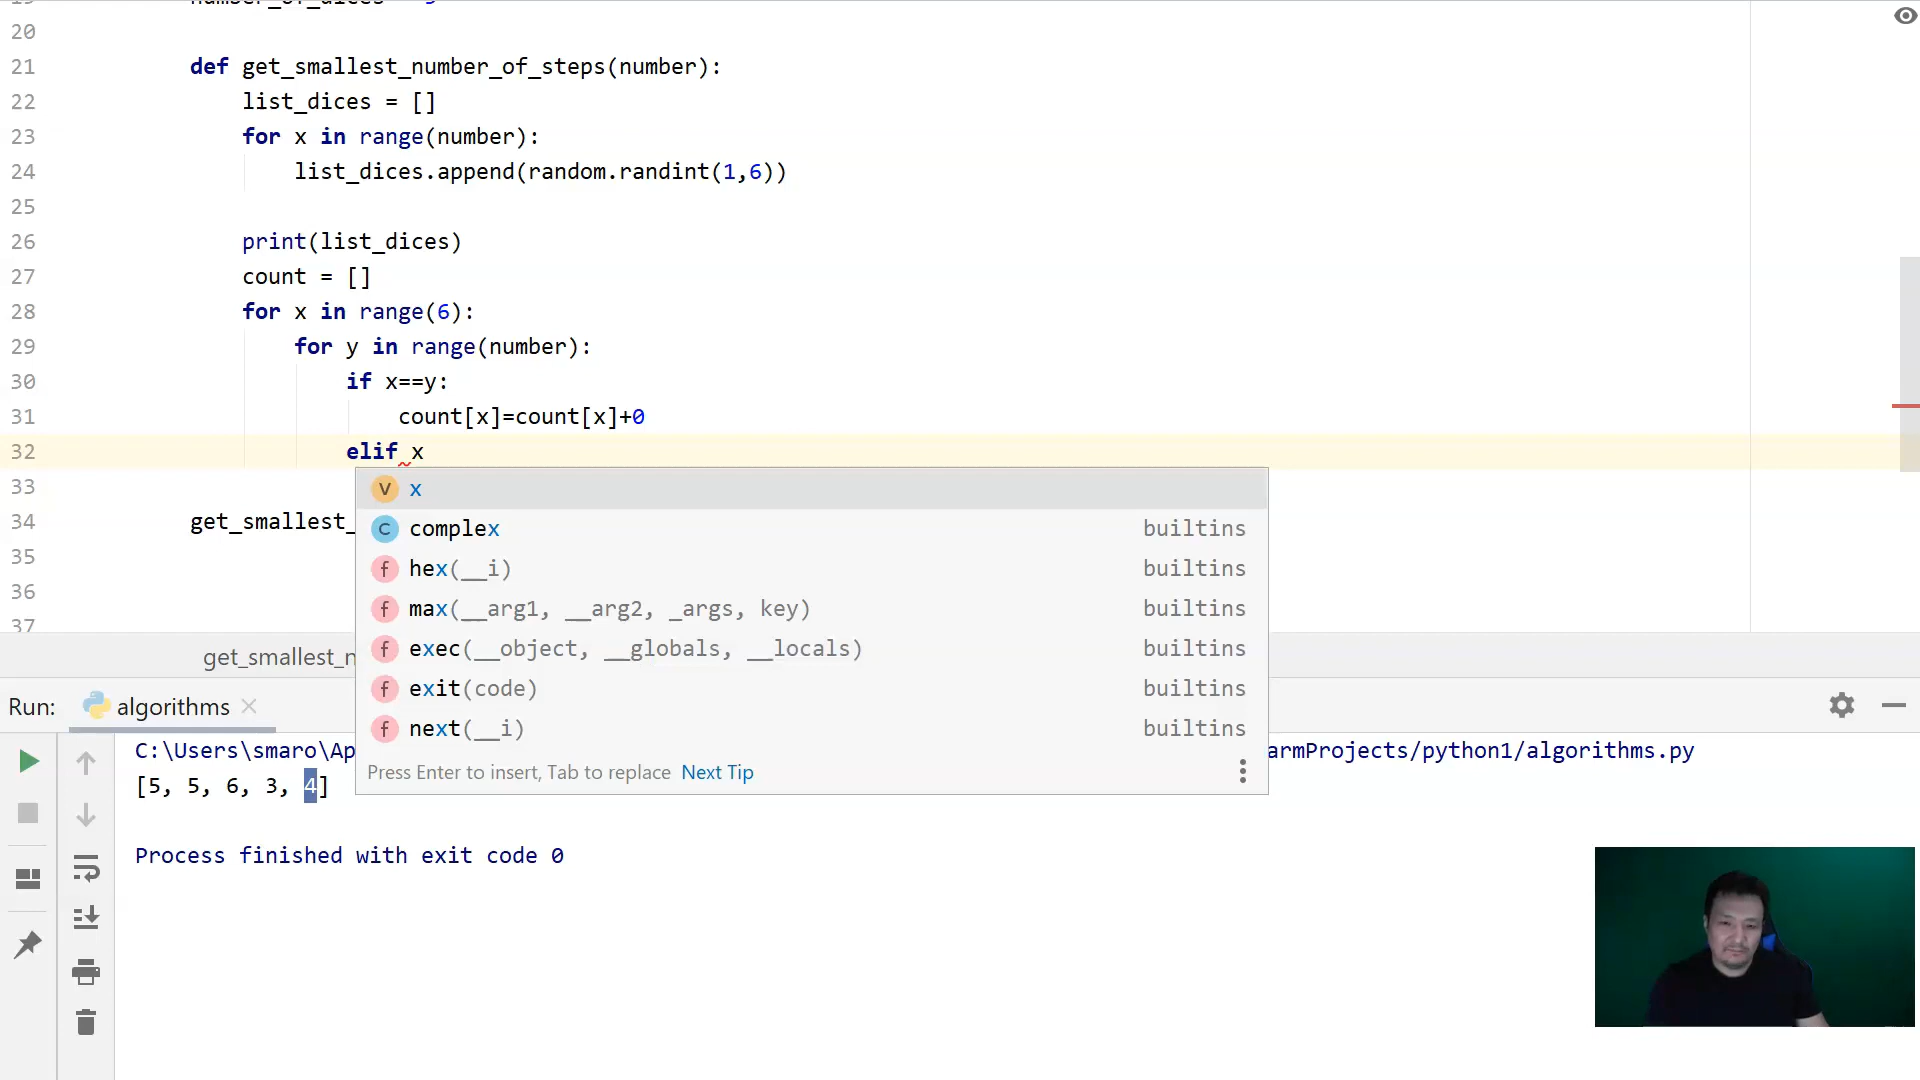 number_of_dices = 5
20
21 def get_smallest_number_of_steps(number):
22 list_dices = []
23 for x in range(number):
24 list_dices.append(random.randint(1,6))
25
26 print(list_dices)
27 count = []
28 for x in range(6):
29 for y in range(number):
30 if x==y:
31 count[x]=count[x]+0
32 elif x
33
34 get_smallest_
35
36
37
V x
C complex builtins
f hex(__i) builtins
f max(__arg1, __arg2, _args, key) builtins
f exec(__object, __globals, __locals) builtins
f exit(code) builtins
f next(__i) builtins
Press Enter to insert, Tab to replace Next Tip
get_smallest_n
Run: algorithms
C:\Users\smaro\Ap armProjects/python1/algorithms.py
[5, 5, 6, 3, 4]
Process finished with exit code 0